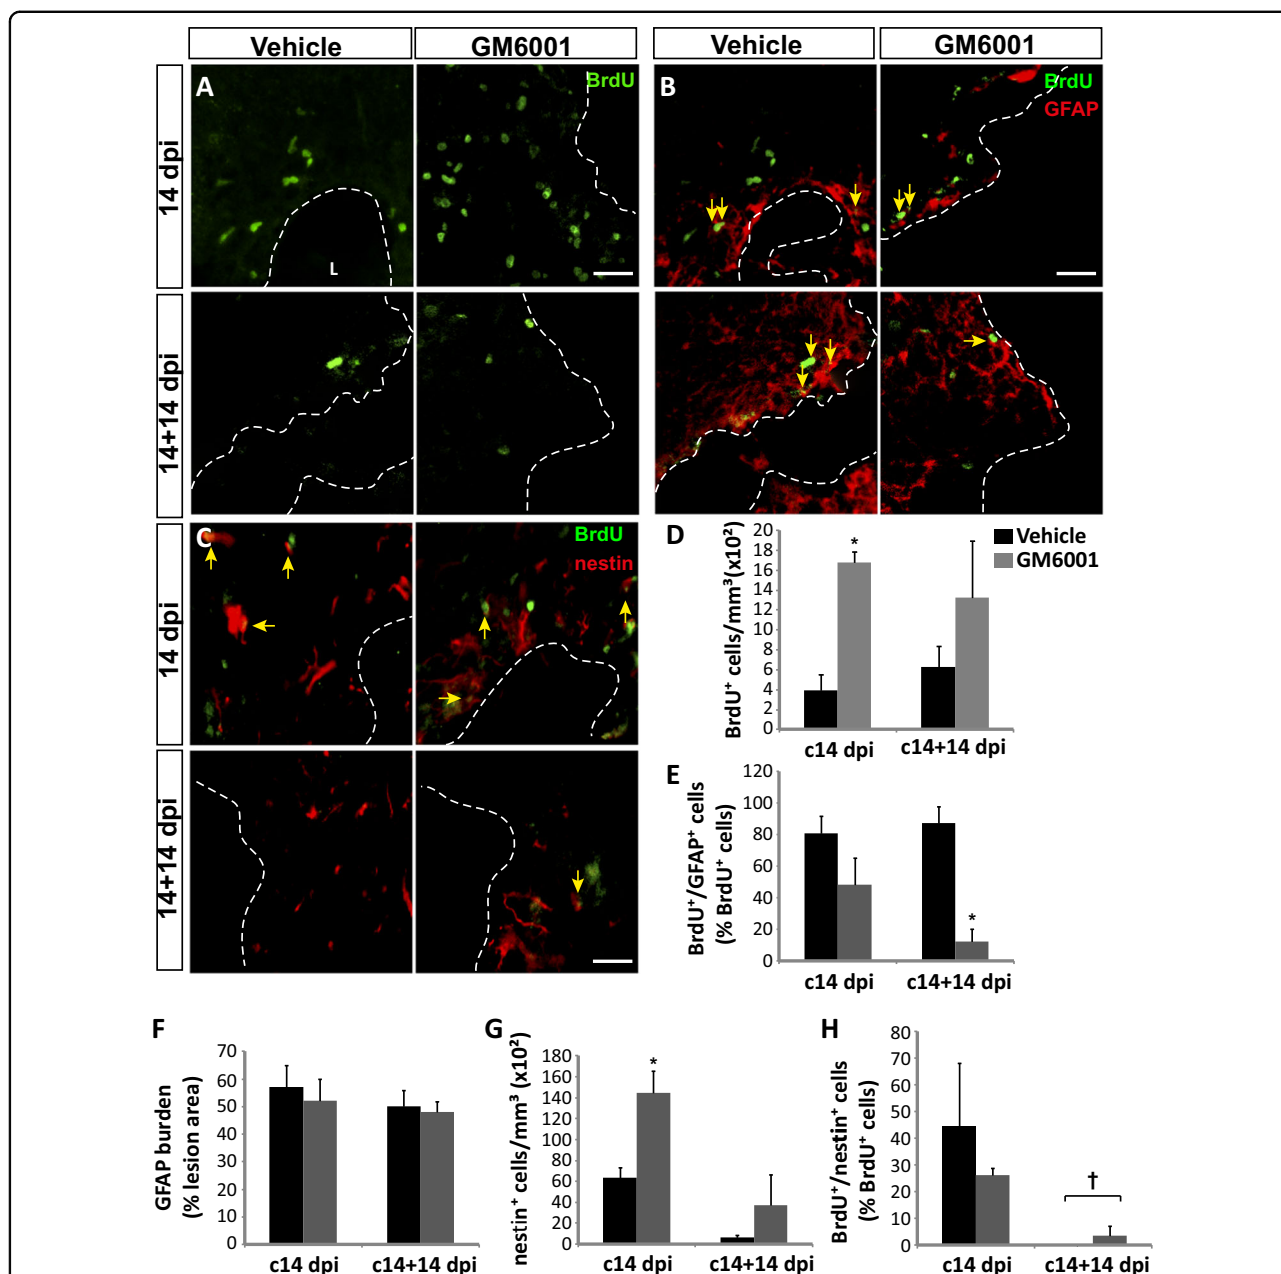 Vehicle
GM6001
Vehicle
GM6001
14 dpi
A
BrdU
L
B
BrdU
GFAP
14+14 dpi
14 dpi
C
BrdU
nestin
14+14 dpi
D
BrdU⁺ cells/mm³ (x10²)
20
18
16
14
12
10
8
6
4
2
0
*
Vehicle
GM6001
c14 dpi
c14+14 dpi
E
BrdU⁺/GFAP⁺ cells
(% BrdU⁺ cells)
120
100
80
60
40
20
0
*
c14 dpi
c14+14 dpi
F
GFAP burden
(% lesion area)
70
60
50
40
30
20
10
0
c14 dpi
c14+14 dpi
G
nestin⁺ cells/mm³ (x10²)
180
160
140
120
100
80
60
40
20
0
*
c14 dpi
c14+14 dpi
H
BrdU⁺/nestin⁺ cells
(% BrdU⁺ cells)
80
70
60
50
40
30
20
10
0
†
c14 dpi
c14+14 dpi